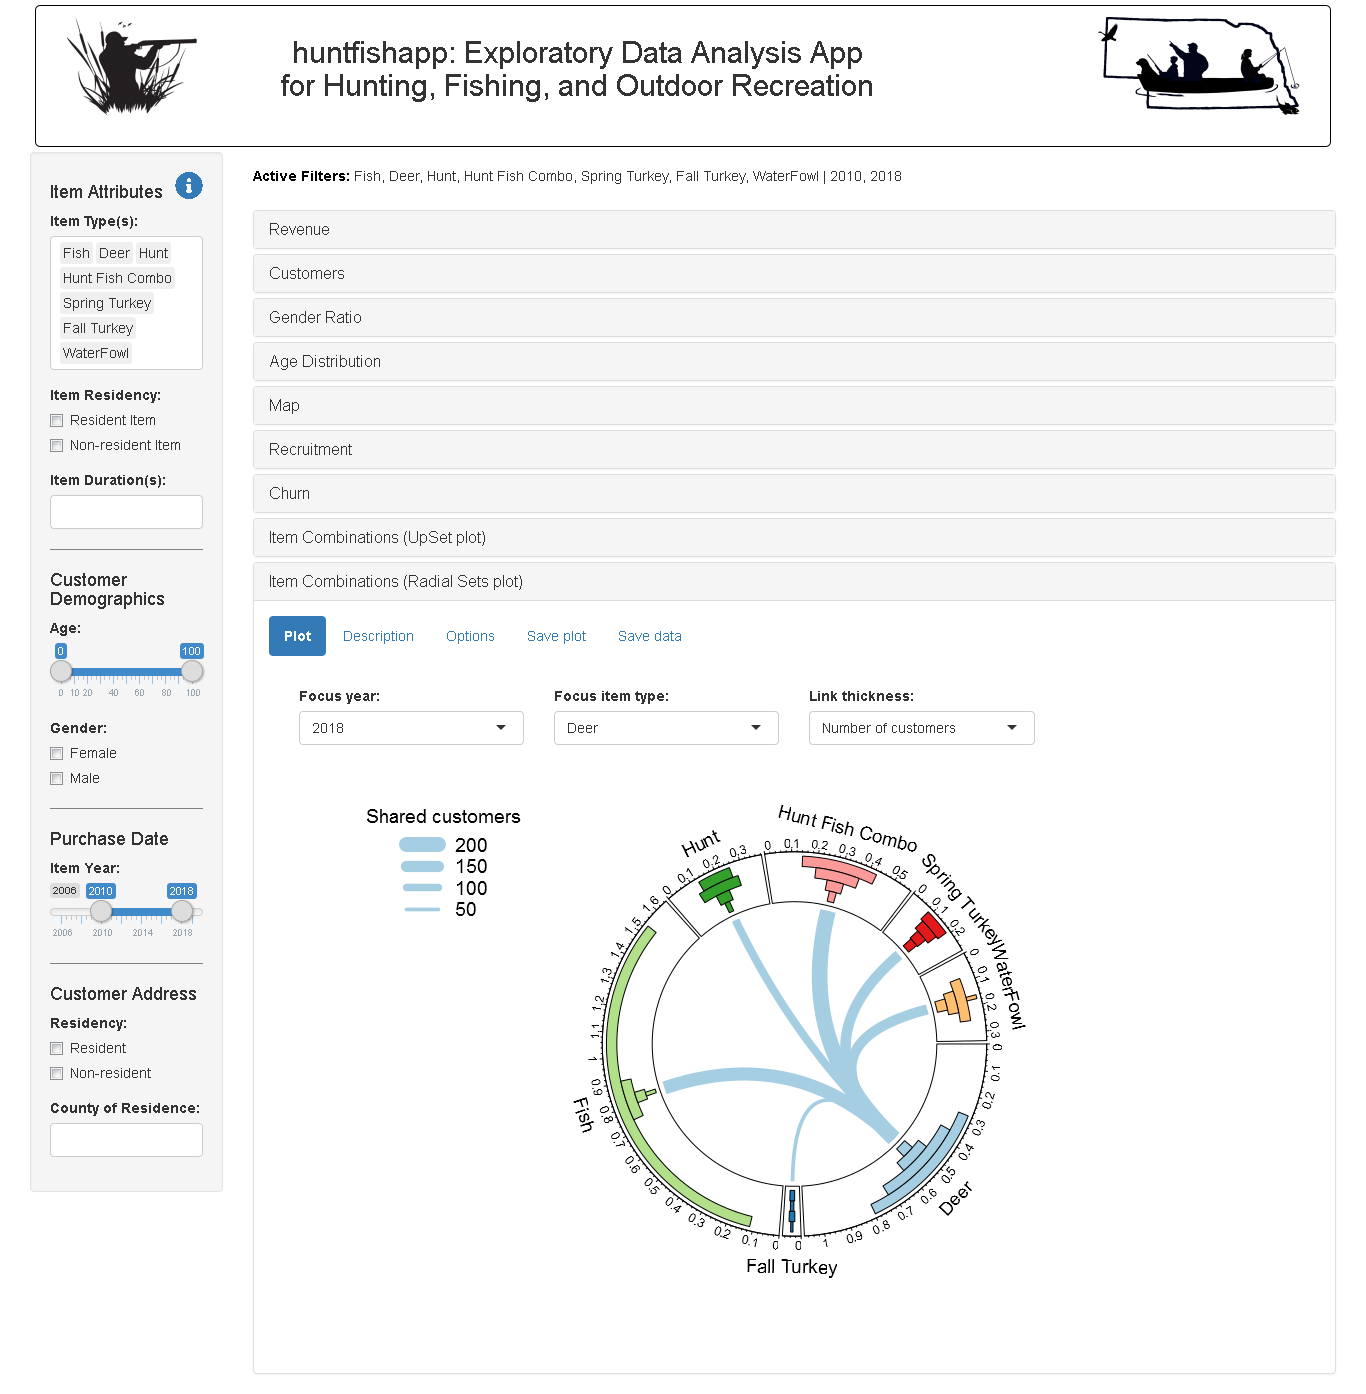 huntfishapp: Exploratory Data Analysis App
for Hunting, Fishing, and Outdoor Recreation
Item Attributes
Item Type(s):
Fish Deer Hunt
Hunt Fish Combo
Spring Turkey
Fall Turkey
WaterFowl
Item Residency:
Resident Item
Non-resident Item
Item Duration(s):
Customer
Demographics
Age:
0 100
0 10 20 40 60 80 100
Gender:
Female
Male
Purchase Date
Item Year:
2006 2010 2018
2006 2010 2014 2018
Customer Address
Residency:
Resident
Non-resident
County of Residence:
Active Filters: Fish, Deer, Hunt, Hunt Fish Combo, Spring Turkey, Fall Turkey, WaterFowl | 2010, 2018
Revenue
Customers
Gender Ratio
Age Distribution
Map
Recruitment
Churn
Item Combinations (UpSet plot)
Item Combinations (Radial Sets plot)
Plot Description Options Save plot Save data
Focus year: Focus item type: Link thickness:
2018 Deer Number of customers
Shared customers
200
150
100
50
Hunt
0 0.1 0.2 0.3
Hunt Fish Combo
0 0.1 0.2 0.3 0.4 0.5
Spring Turkey
0 0.1 0.2
WaterFowl
0 0.1 0.2 0.3
Deer
0 0.1 0.2 0.3 0.4 0.5 0.6 0.7 0.8 0.9 1
Fall Turkey
0
Fish
0 0.1 0.2 0.3 0.4 0.5 0.6 0.7 0.8 0.9 1 1.1 1.2 1.3 1.4 1.5 1.6